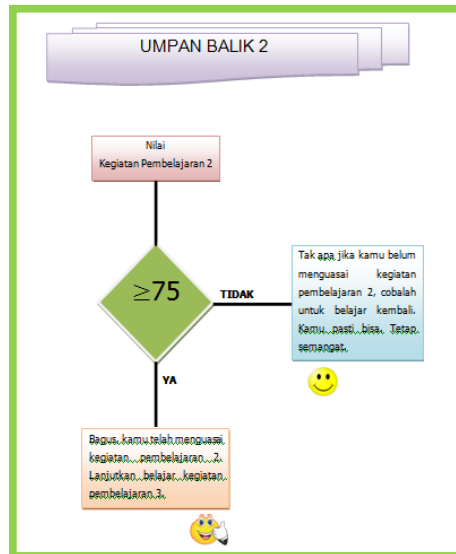 UMPAN BALIK 2
Nilai
Kegiatan Pembelajaran 2
≥75
TIDAK
Tak apa jika kamu belum
menguasai kegiatan
pembelajaran 2, cobalah
untuk belajar kembali.
Kamu pasti bisa. Tetap
semangat.
YA
Bagus, kamu telah menguasai
kegiatan pembelajaran 2.
Lanjutkan belajar kegiatan
pembelajaran 3.